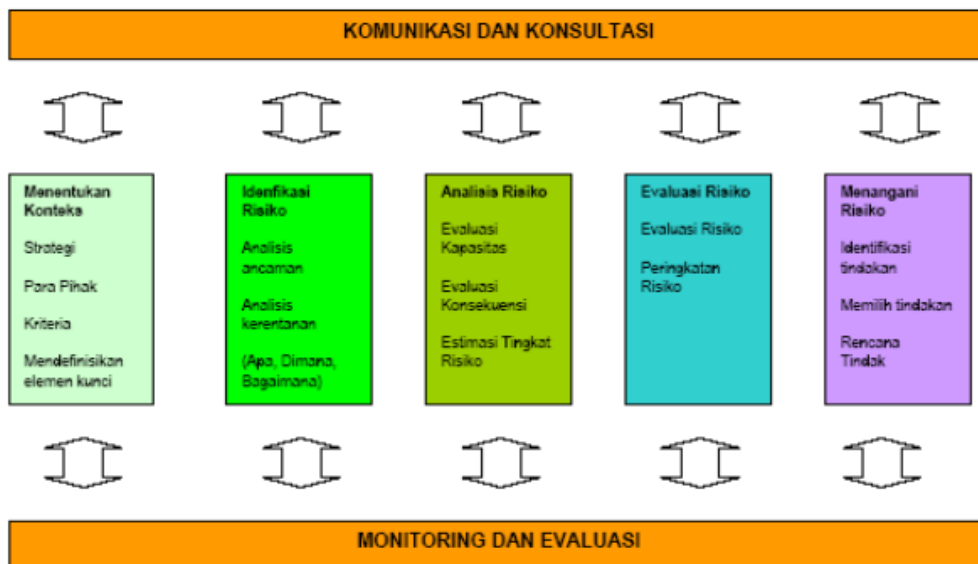 KOMUNIKASI DAN KONSULTASI
Menentukan
Konteks
Strategi
Para Pihak
Kriteria
Mendefinisikan
elemen kunci
Idenfikasi
Risiko
Analisis
ancaman
Analisis
kerentanan
(Apa, Dimana,
Bagaimana)
Analisis Risiko
Evaluasi
Kapasitas
Evaluasi
Konsekuensi
Estimasi Tingkat
Risiko
Evaluasi Risiko
Evaluasi Risiko
Peringkatan
Risiko
Menangani
Risiko
Identifikasi
tindakan
Memilih tindakan
Rencana
Tindak
MONITORING DAN EVALUASI